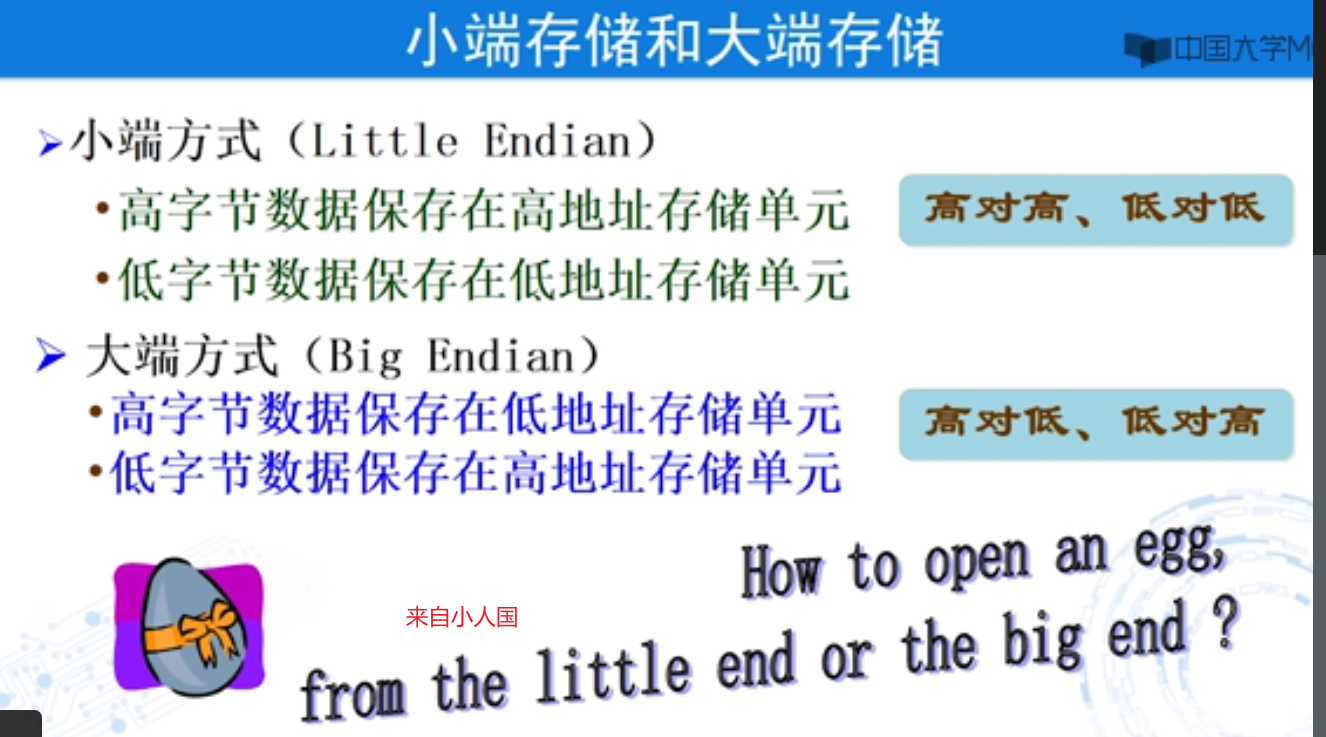 小端存储和大端存储
中国大学M
➢小端方式（Little Endian）
•高字节数据保存在高地址存储单元
高对高、低对低
•低字节数据保存在低地址存储单元
➢ 大端方式（Big Endian）
•高字节数据保存在低地址存储单元
高对低、低对高
•低字节数据保存在高地址存储单元
How to open an egg,
来自小人国
from the little end or the big end ?